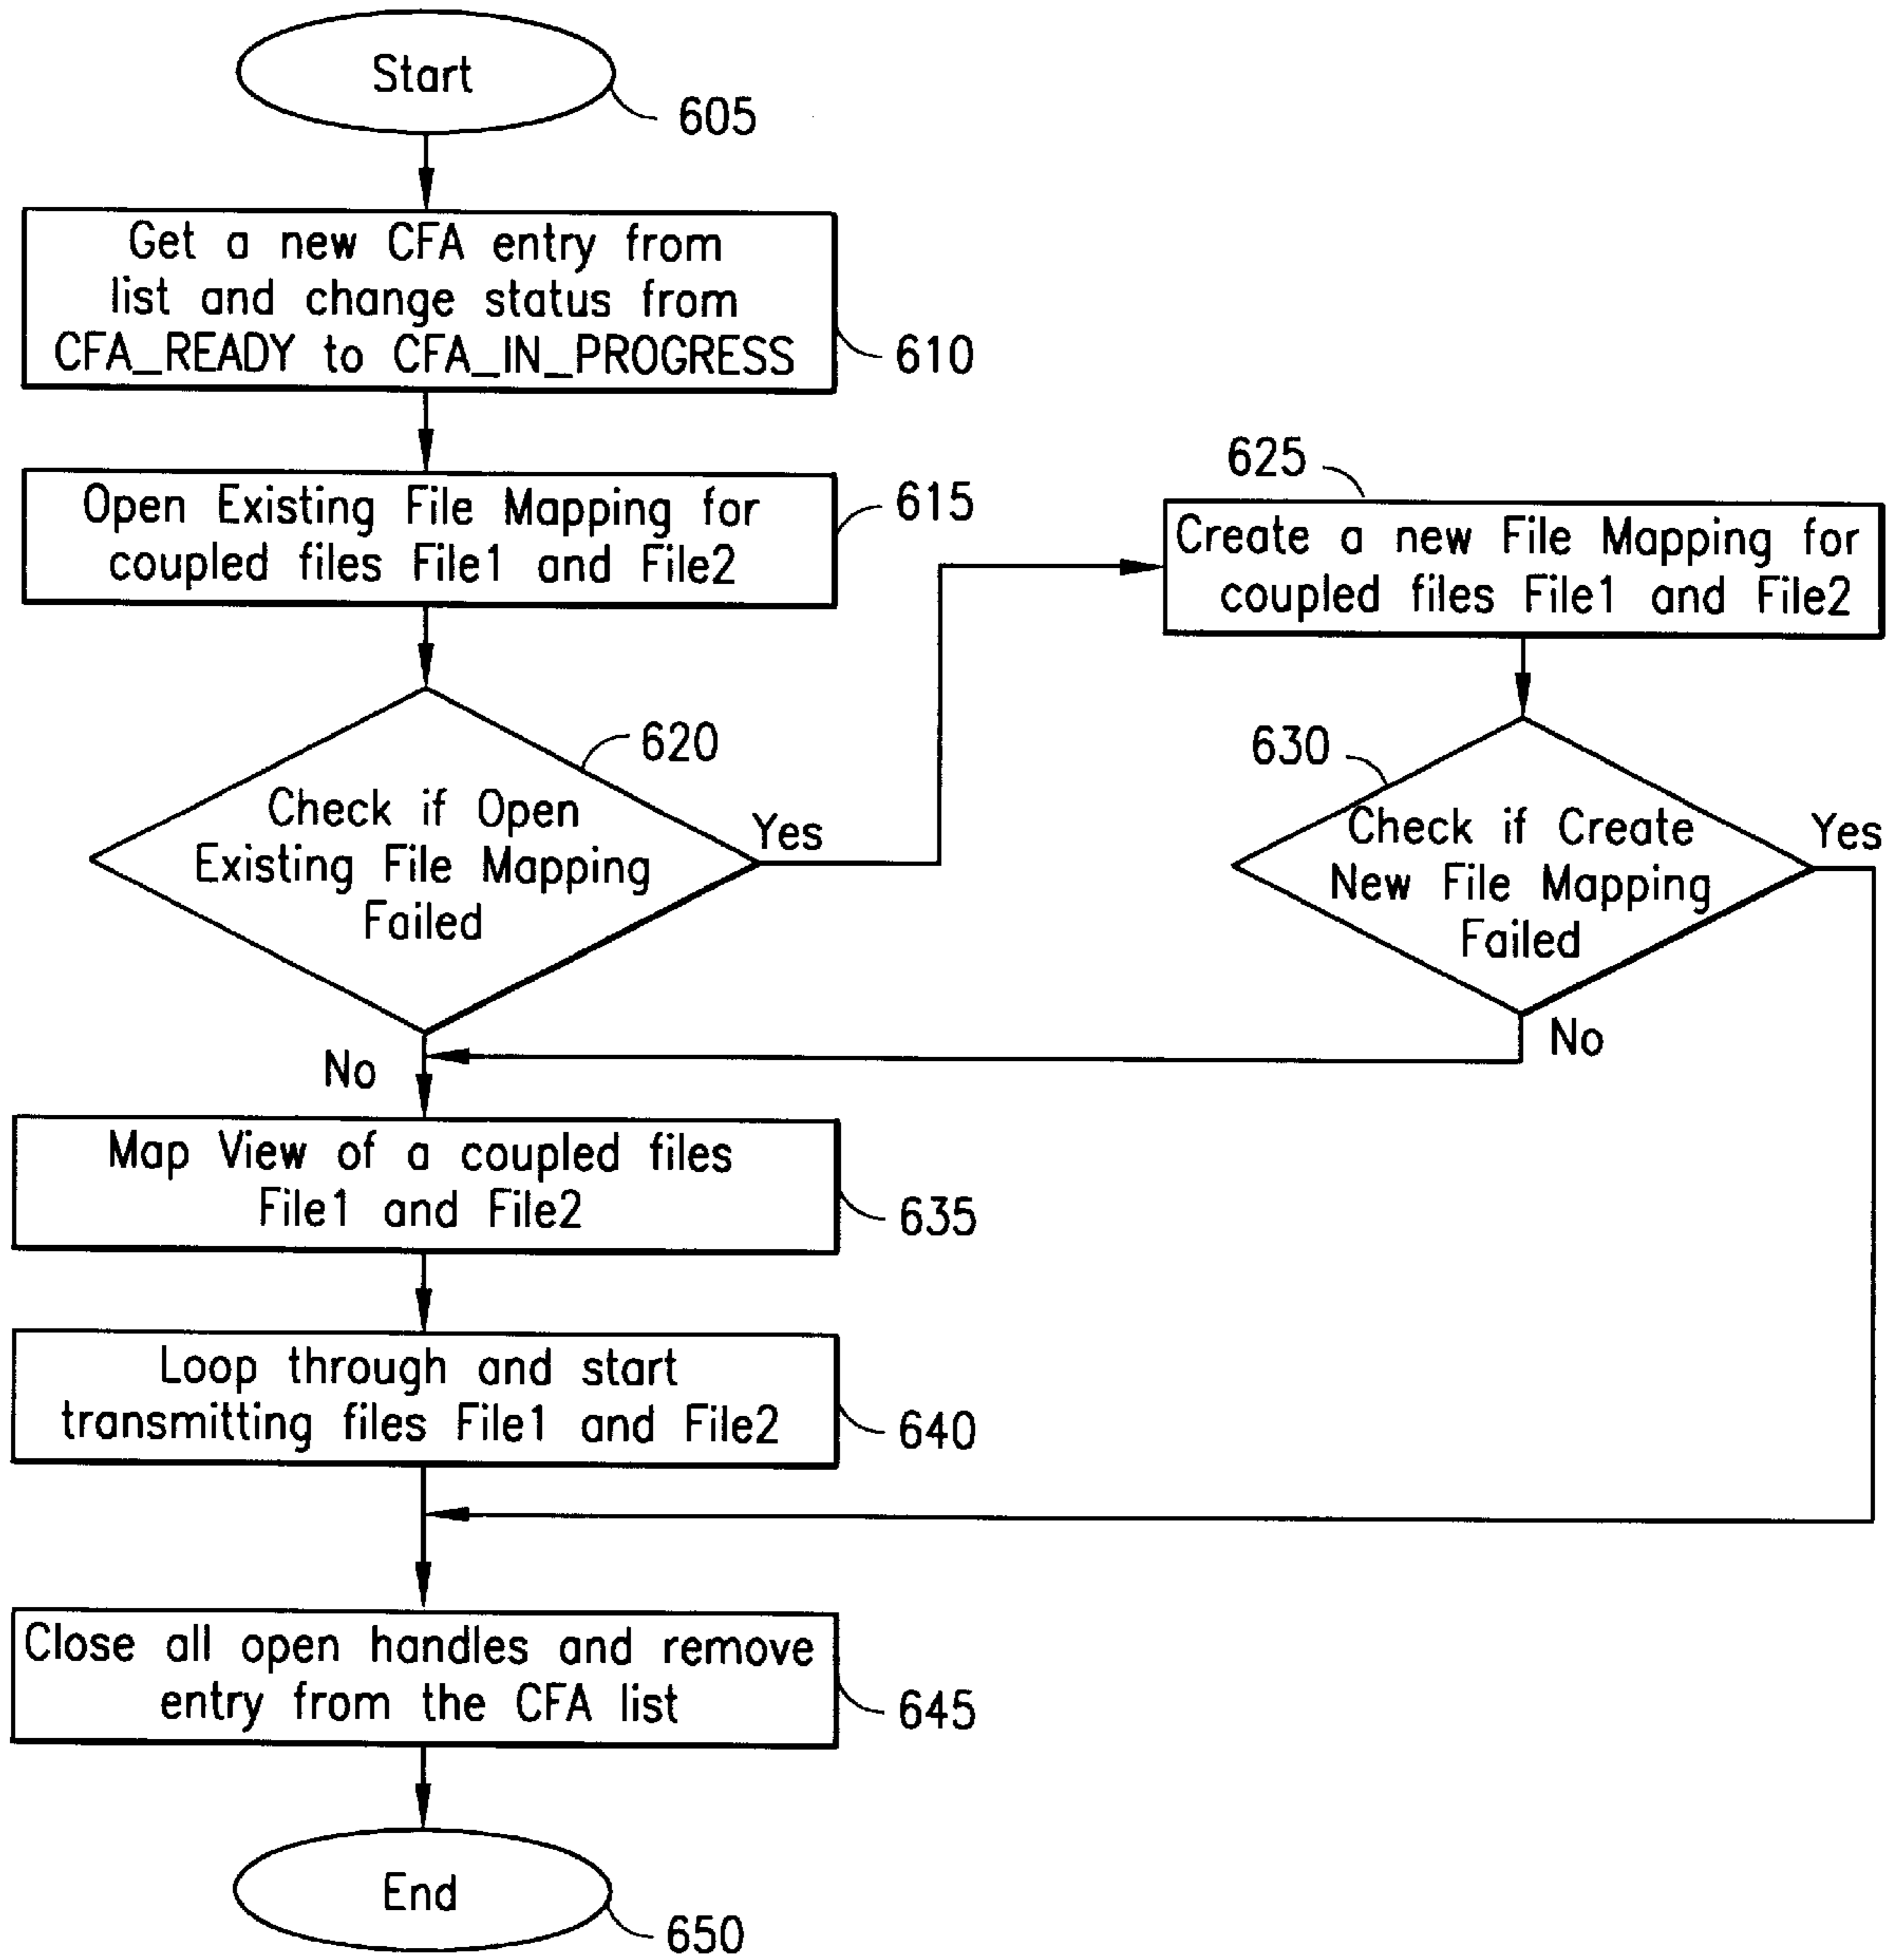 Start
605
Get a new CFA entry from
list and change status from
CFA_READY to CFA_IN_PROGRESS
610
Open Existing File Mapping for
coupled files File1 and File2
615
625
Create a new File Mapping for
coupled files File1 and File2
620
Check if Open
Existing File Mapping
Failed
Yes
630
Check if Create
New File Mapping
Failed
Yes
No
No
Map View of a coupled files
File1 and File2
635
Loop through and start
transmitting files File1 and File2
640
Close all open handles and remove
entry from the CFA list
645
End
650